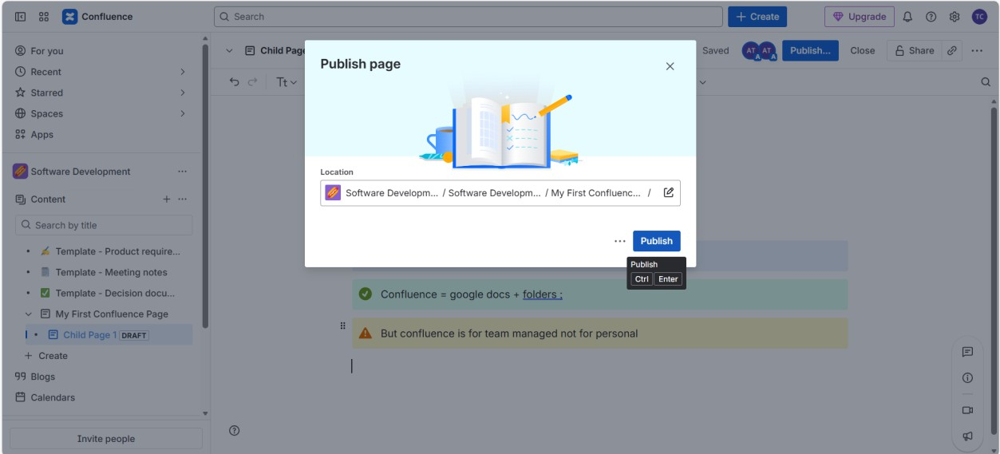 Confluence
Search
+ Create
Upgrade
TC
For you
Recent
Starred
Spaces
Apps
Software Development
Content
Search by title
Template - Product require...
Template - Meeting notes
Template - Decision docu...
My First Confluence Page
Child Page 1 DRAFT
+ Create
Blogs
Calendars
Invite people
Child Page
Saved
AT A AT A
Publish...
Close
Share
Tt
Publish page
Location
Software Developm... / Software Developm... / My First Confluenc... /
Publish
Publish
Ctrl Enter
Confluence = google docs + folders ;
But confluence is for team managed not for personal